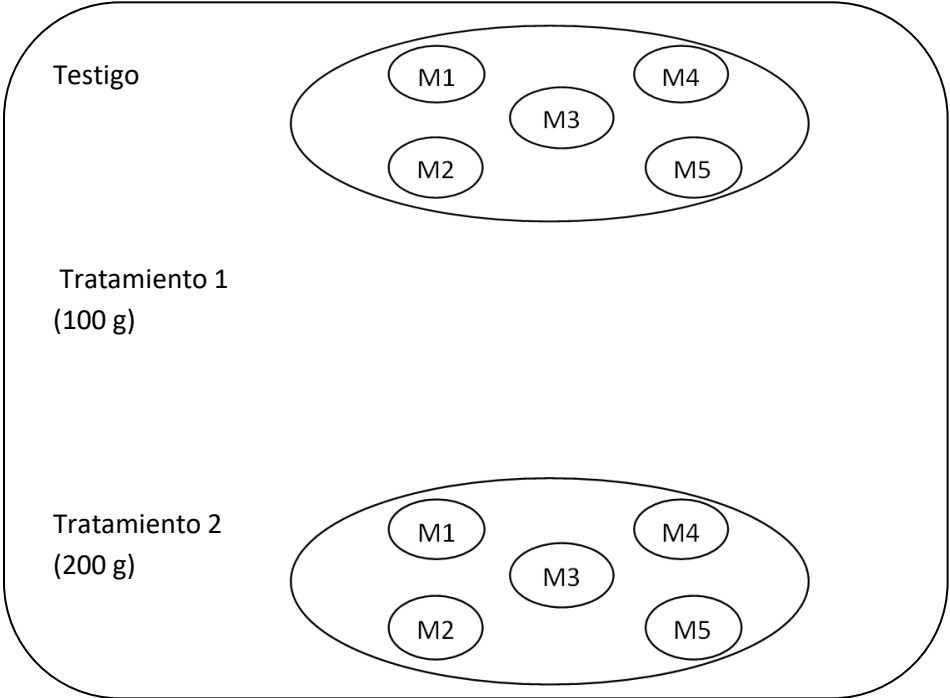 Testigo
M1
M4
M3
M2
M5
Tratamiento 1
(100 g)
Tratamiento 2
(200 g)
M1
M4
M3
M2
M5